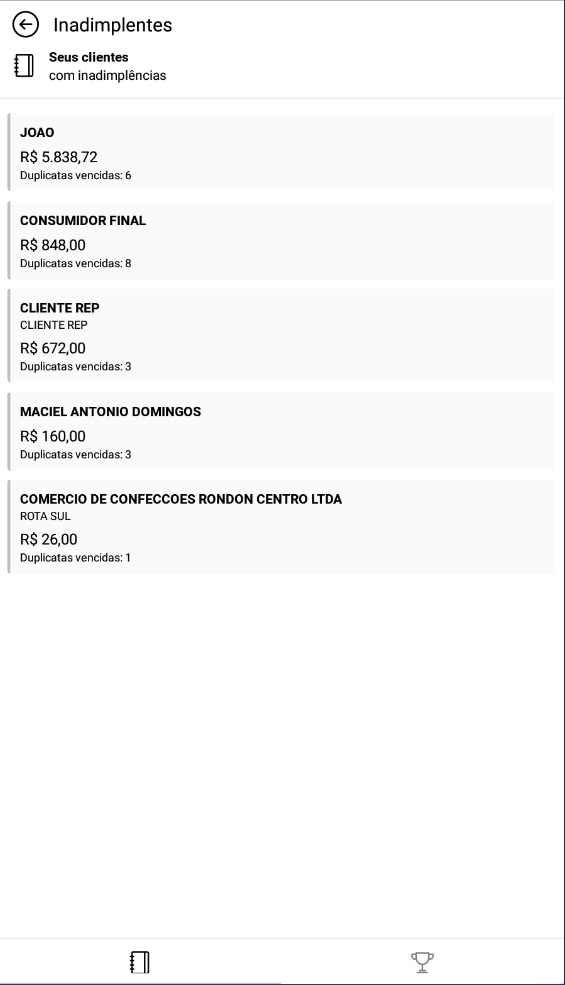 Inadimplentes
Seus clientes
com inadimplências
JOAO
R$ 5.838,72
Duplicatas vencidas: 6
CONSUMIDOR FINAL
R$ 848,00
Duplicatas vencidas: 8
CLIENTE REP
CLIENTE REP
R$ 672,00
Duplicatas vencidas: 3
MACIEL ANTONIO DOMINGOS
R$ 160,00
Duplicatas vencidas: 3
COMERCIO DE CONFECCOES RONDON CENTRO LTDA
ROTA SUL
R$ 26,00
Duplicatas vencidas: 1